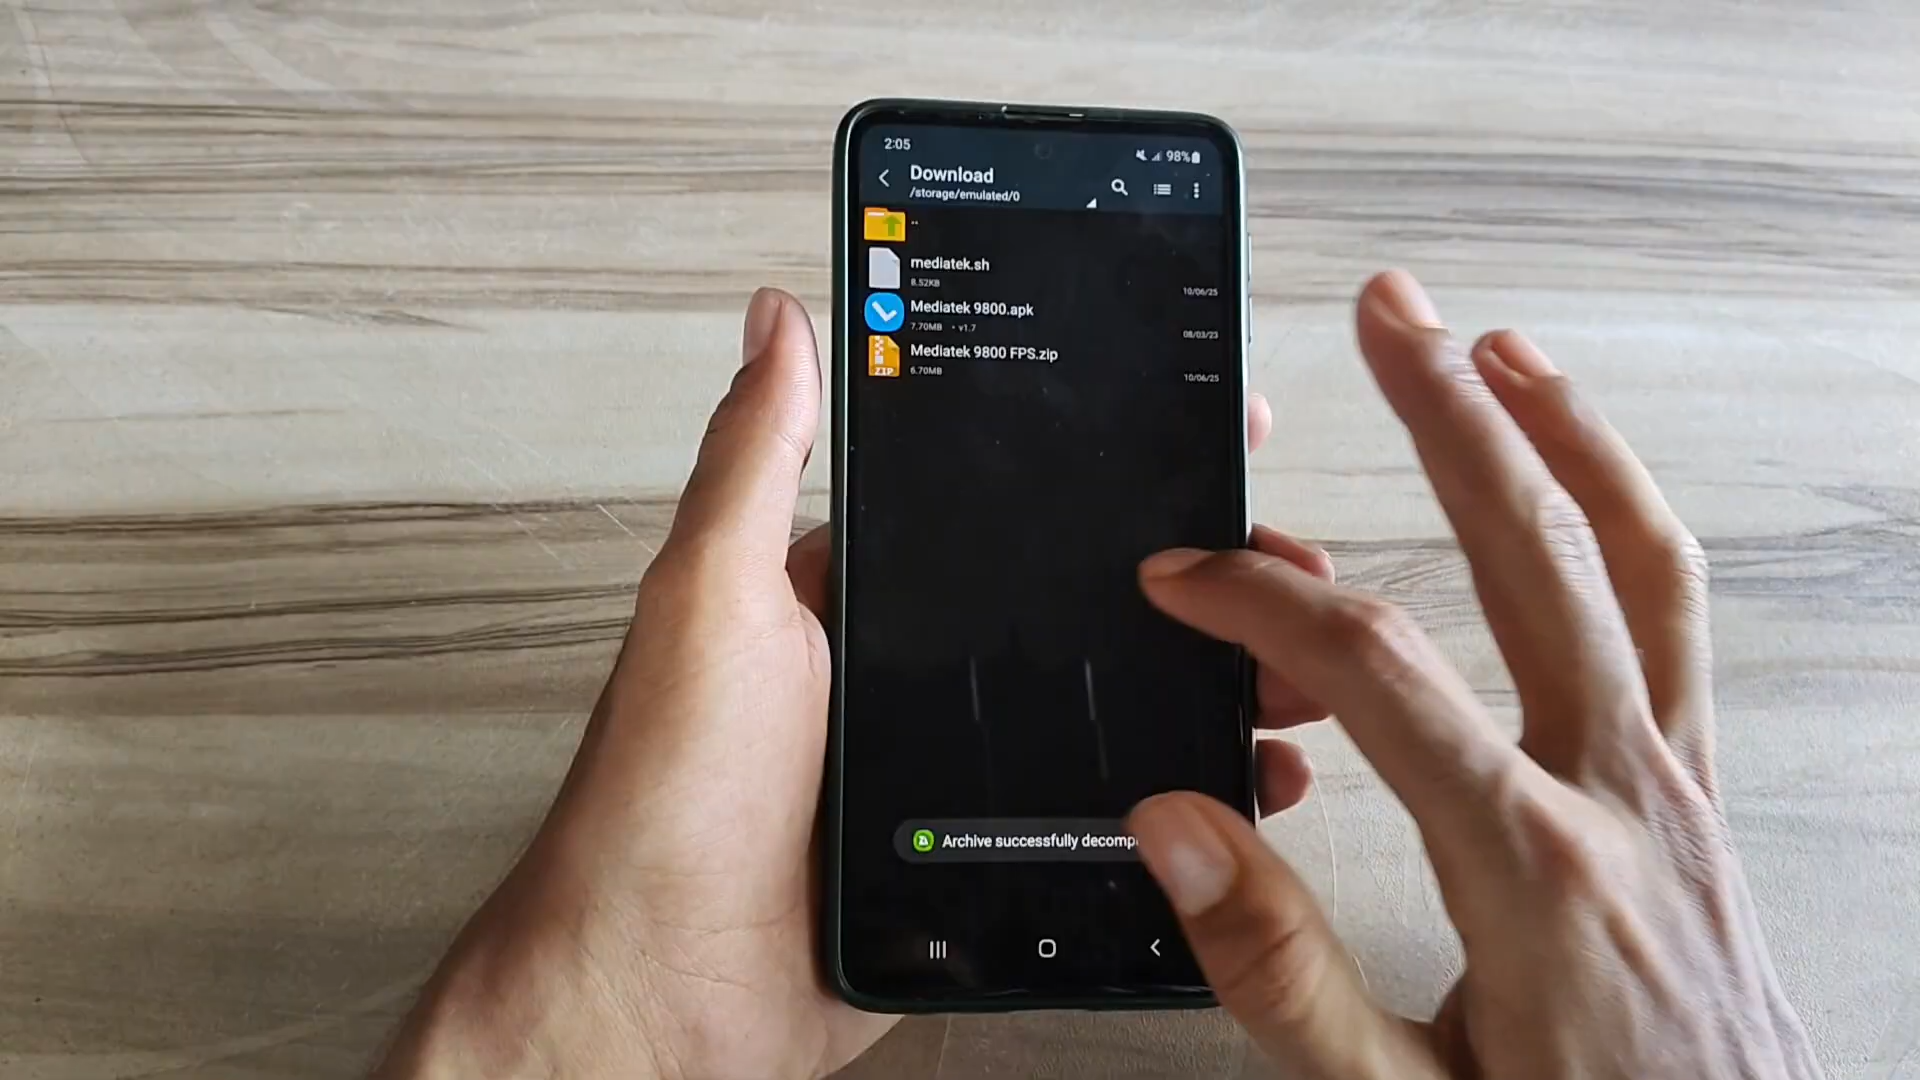 2:05
98%
Download
/storage/emulated/0
..
mediatek.sh
8.52KB
10/06/25
Mediatek 9800.apk
7.70MB • v1.7
08/03/23
Mediatek 9800 FPS.zip
ZIP
6.70MB
10/06/25
Archive successfully decomp